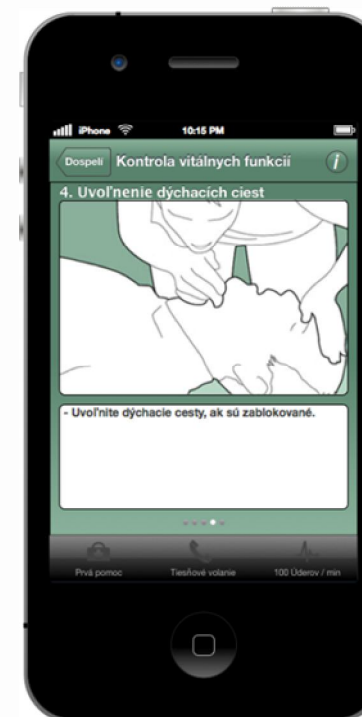 iPhone 10:15 PM
Dospelí Kontrola vitálnych funkcií i
4. Uvoľnenie dýchacích ciest
- Uvoľnite dýchacie cesty, ak sú zablokované.
Prvá pomoc Tiesňové volanie 100 Úderov / min